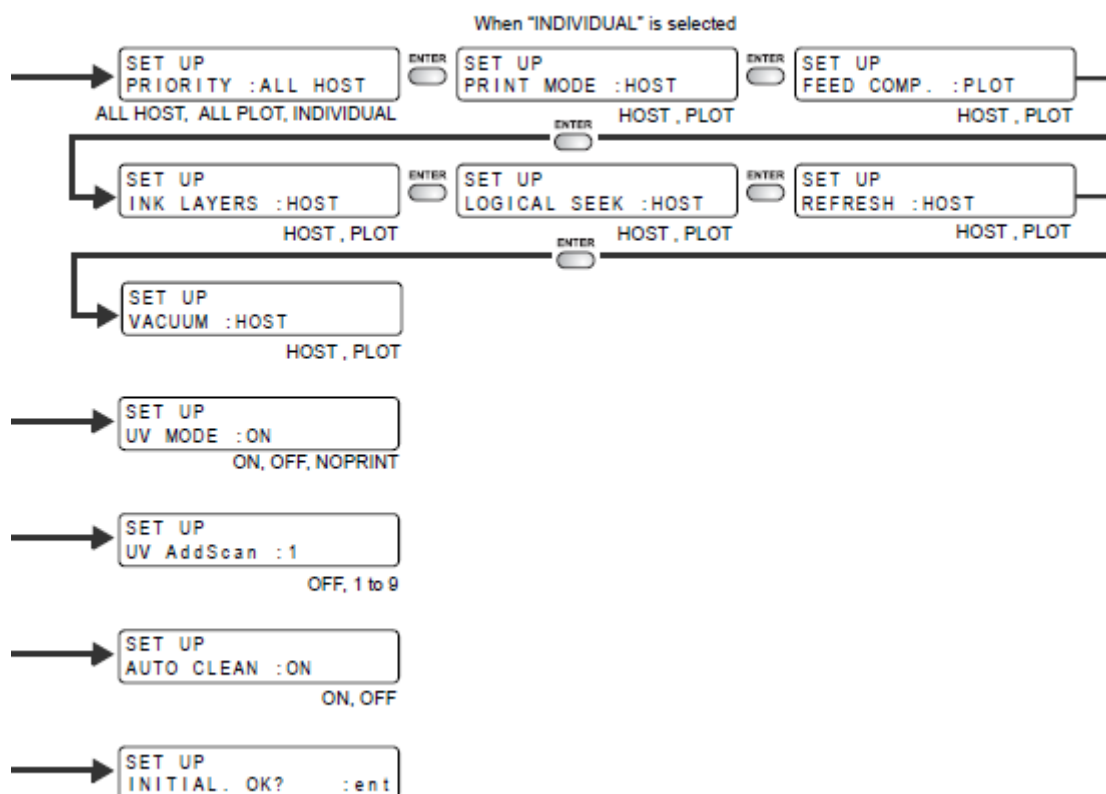 When "INDIVIDUAL" is selected
SET UP
PRIORITY :ALL HOST
ENTER
SET UP
PRINT MODE :HOST
ENTER
SET UP
FEED COMP. :PLOT
ALL HOST, ALL PLOT, INDIVIDUAL
HOST , PLOT
HOST , PLOT
ENTER
SET UP
INK LAYERS :HOST
ENTER
SET UP
LOGICAL SEEK :HOST
ENTER
SET UP
REFRESH :HOST
HOST , PLOT
HOST , PLOT
HOST , PLOT
ENTER
SET UP
VACUUM :HOST
HOST , PLOT
SET UP
UV MODE :ON
ON, OFF, NOPRINT
SET UP
UV AddScan :1
OFF, 1 to 9
SET UP
AUTO CLEAN :ON
ON, OFF
SET UP
INITIAL. OK? :ent